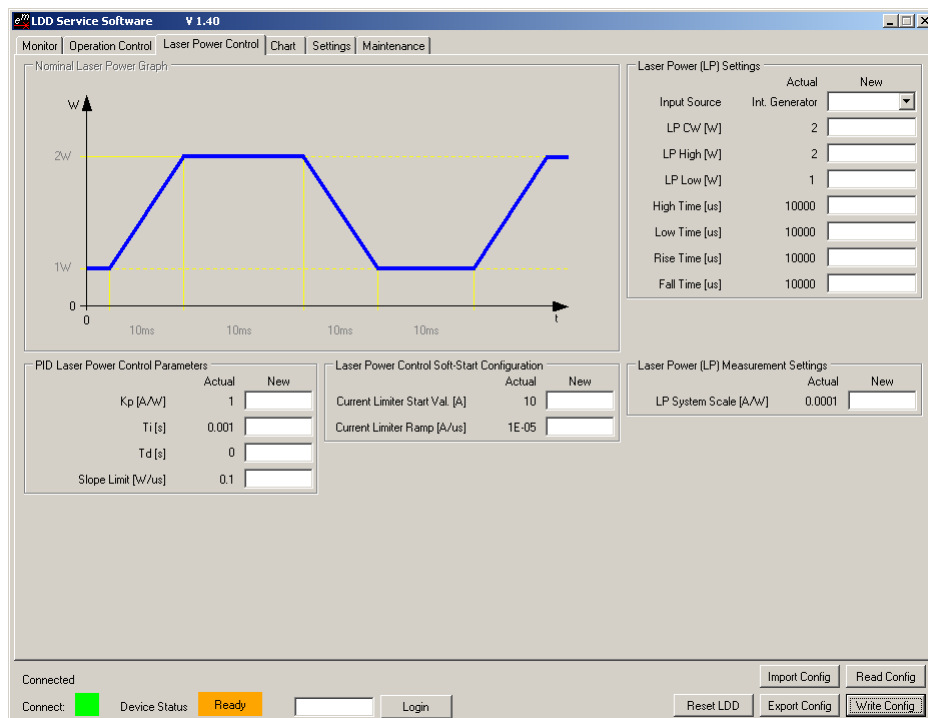 LDD Service Software V 1.40
Monitor Operation Control Laser Power Control Chart Settings Maintenance
Nominal Laser Power Graph
W
2W
1W
0
0
t
10ms 10ms 10ms 10ms
Laser Power (LP) Settings
Actual New
Input Source Int. Generator
LP CW [W] 2
LP High [W] 2
LP Low [W] 1
High Time [us] 10000
Low Time [us] 10000
Rise Time [us] 10000
Fall Time [us] 10000
PID Laser Power Control Parameters
Actual New
Kp [A/W] 1
Ti [s] 0.001
Td [s] 0
Slope Limit [W/us] 0.1
Laser Power Control Soft-Start Configuration
Actual New
Current Limiter Start Val. [A] 10
Current Limiter Ramp [A/us] 1E-05
Laser Power (LP) Measurement Settings
Actual New
LP System Scale [A/W] 0.0001
Connected
Import Config Read Config
Connect: Device Status Ready Login Reset LDD Export Config Write Config